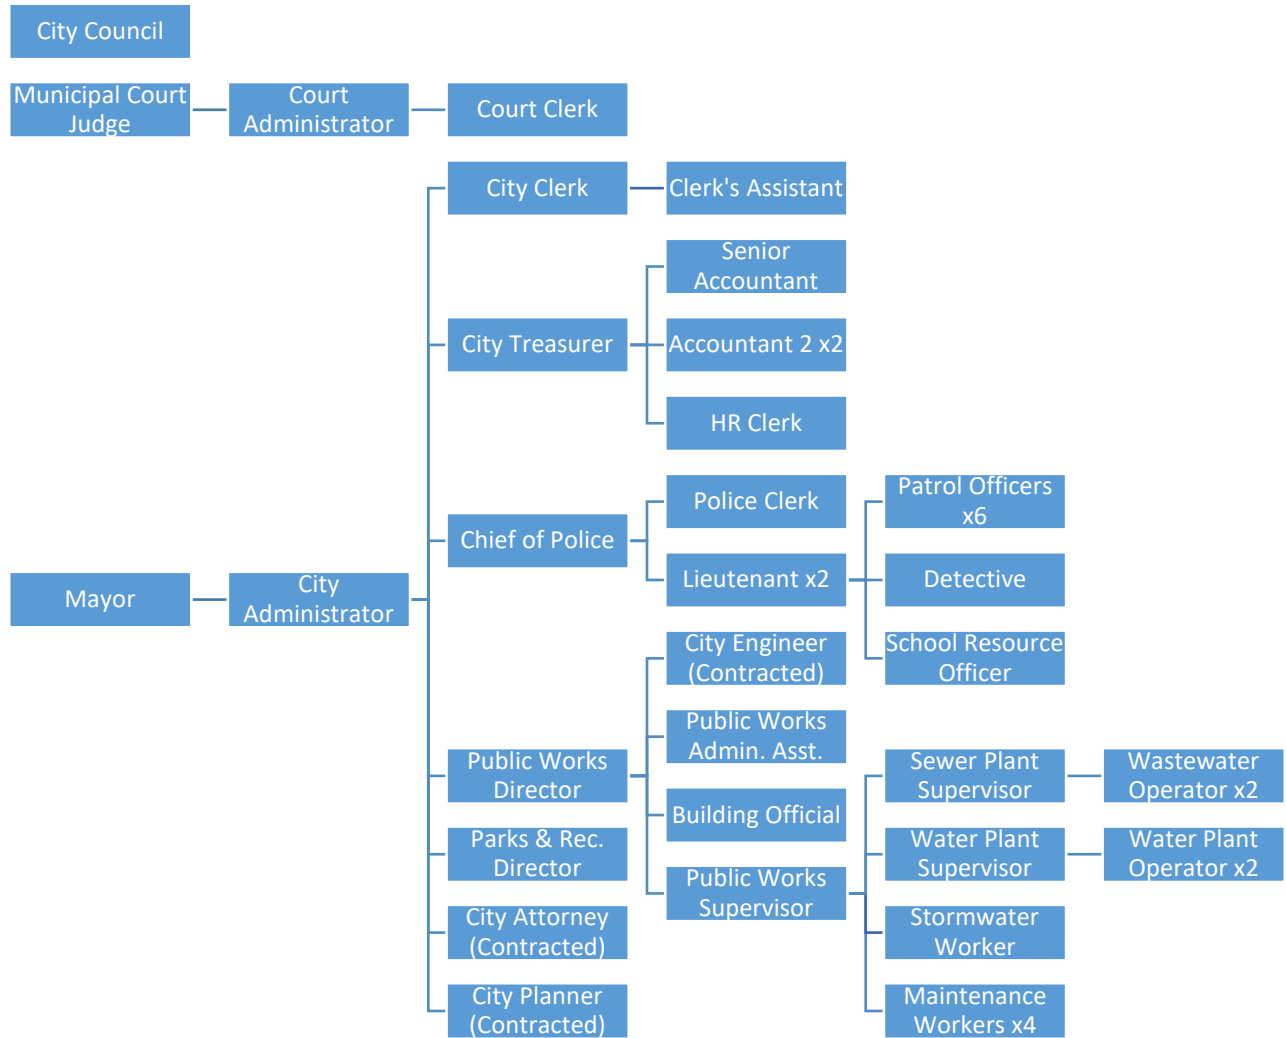 City Council
Municipal Court
Judge
Court
Administrator
Court Clerk
City Clerk
Clerk's Assistant
Senior
Accountant
City Treasurer
Accountant 2 x2
HR Clerk
Police Clerk
Patrol Officers
x6
Chief of Police
Lieutenant x2
Detective
Mayor
City
Administrator
City Engineer
(Contracted)
School Resource
Officer
Public Works
Admin. Asst.
Public Works
Director
Sewer Plant
Supervisor
Wastewater
Operator x2
Building Official
Parks & Rec.
Director
Water Plant
Supervisor
Water Plant
Operator x2
Public Works
Supervisor
City Attorney
(Contracted)
Stormwater
Worker
City Planner
(Contracted)
Maintenance
Workers x4